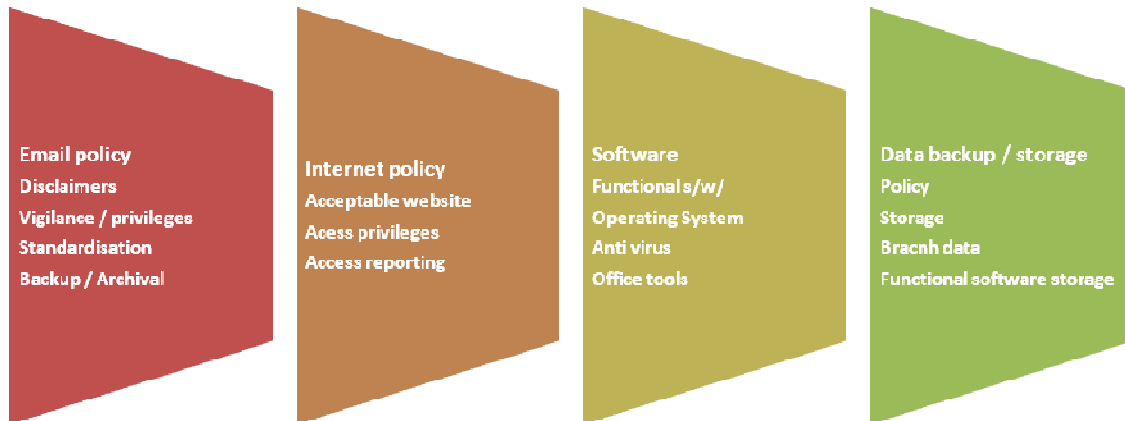 Email policy
Disclaimers
Vigilance / privileges
Standardisation
Backup / Archival
Internet policy
Acceptable website
Acess privileges
Access reporting
Software
Functional s/w/
Operating System
Anti virus
Office tools
Data backup / storage
Policy
Storage
Bracnh data
Functional software storage